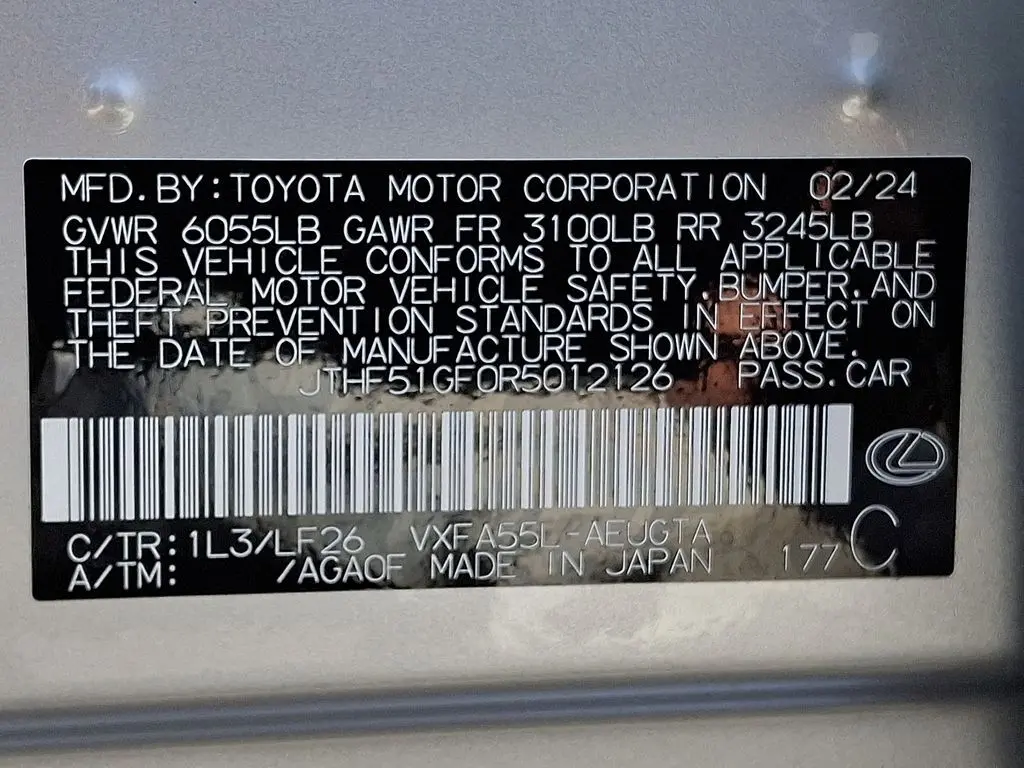 MFD.BY:TOYOTA MOTOR CORPORATION 02/24
GVWR 6055LB GAWR FR 3100LB RR 3245LB
THIS VEHICLE CONFORMS TO ALL APPLICABLE
FEDERAL MOTOR VEHICLE SAFETY,BUMPER,AND
THEFT PREVENTION STANDARDS IN EFFECT ON
THE DATE OF MANUFACTURE SHOWN ABOVE.
JTHF51GF0R5012126 PASS.CAR
C/TR:1L3/LF26 VXFA55L-AEUGTA
A/TM: /AGA0F MADE IN JAPAN 177 C